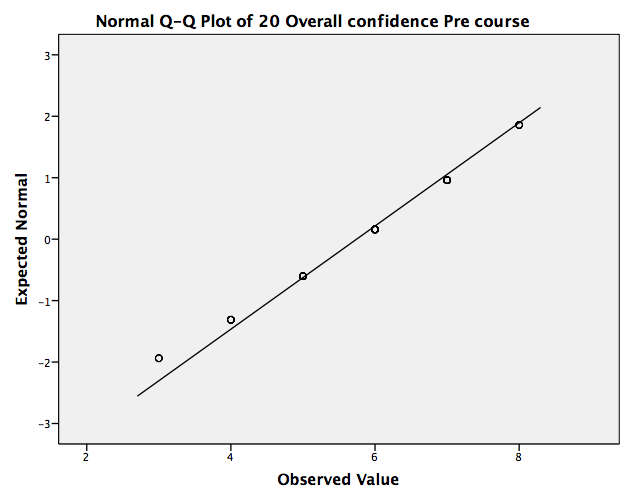 Normal Q-Q Plot of 20 Overall confidence Pre course
Expected Normal
3
2
1
0
-1
-2
-3
2 4 6 8
Observed Value